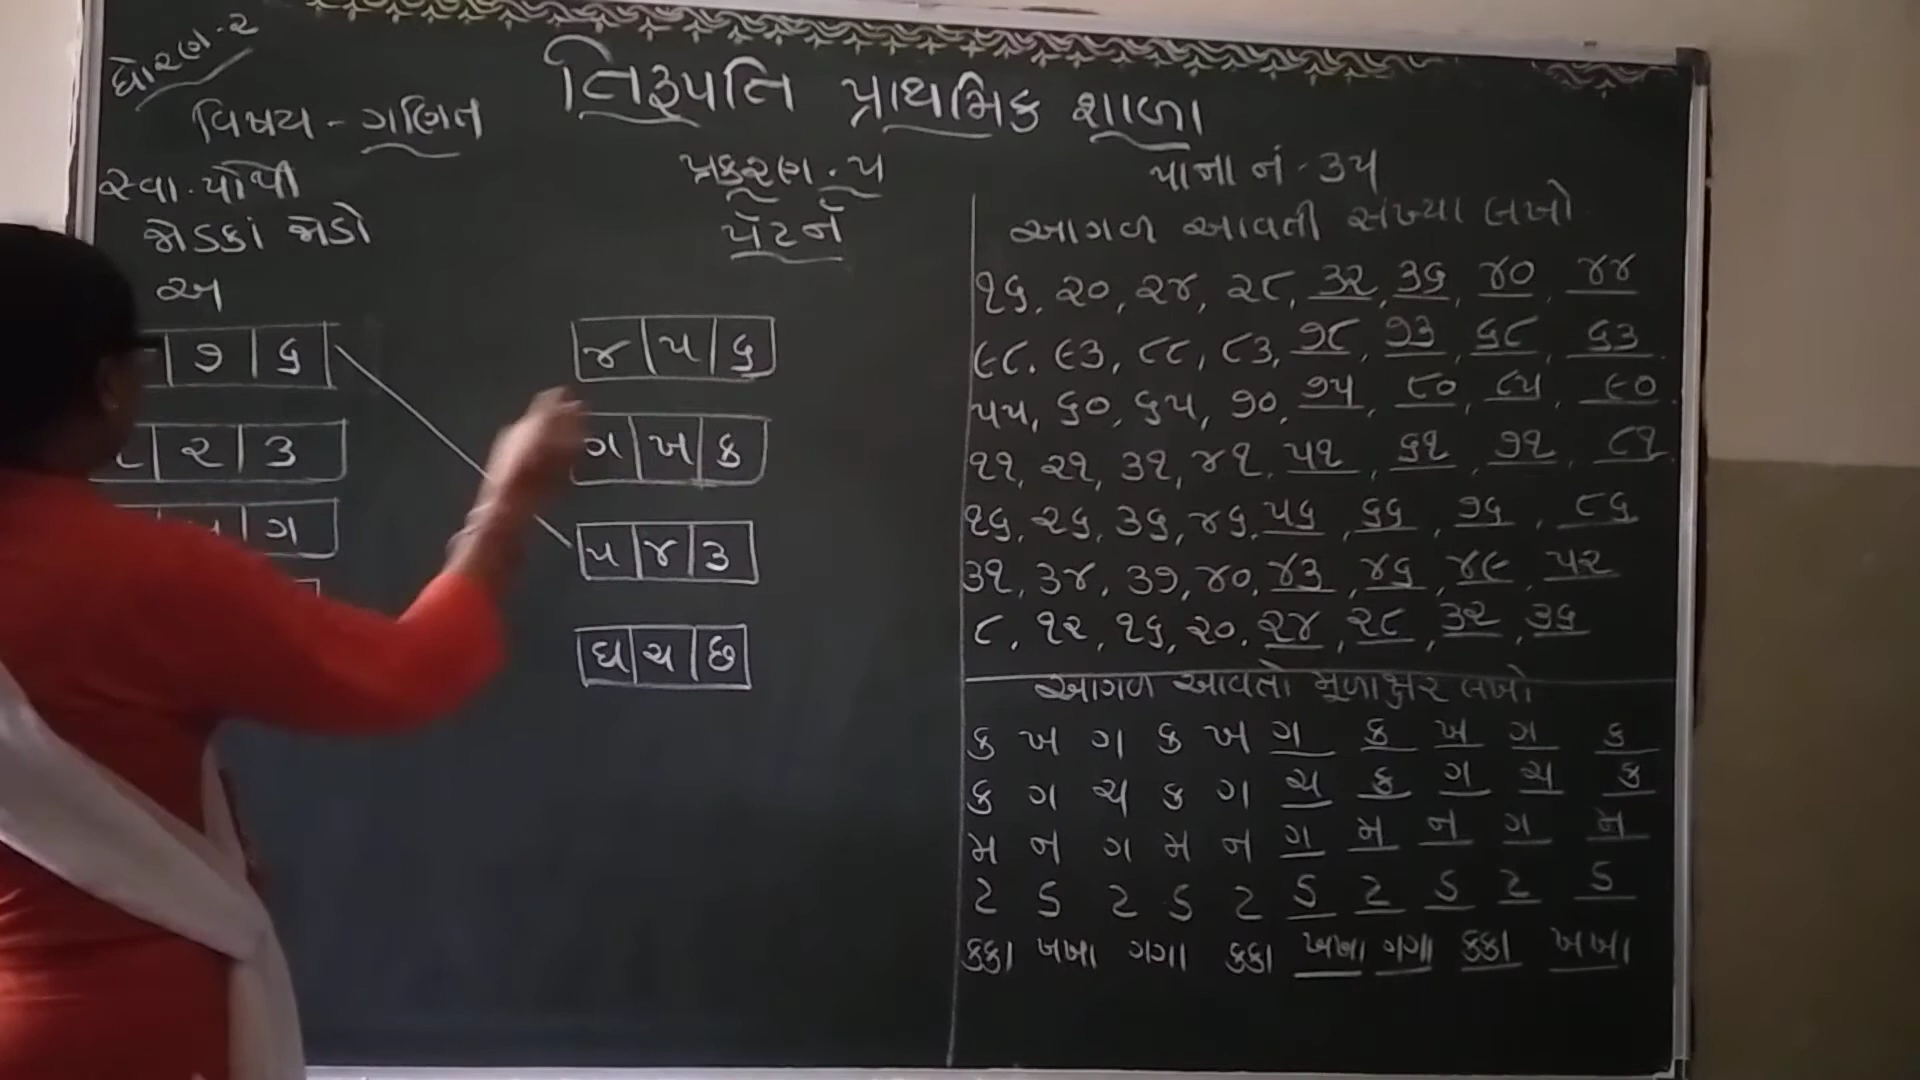 ધોરણ-૨
તિરૂપતિ પ્રાથમિક શાળા
વિષય - ગણિત
સ્વા.પોથી
પ્રકરણ.૫
પાના નં-૩૫
જોડકાં જોડો
પૅટર્ન
અ
૭ ૬
૨ ૩
ગ
૪ ૫ ૬
ગ ખ ક
૫ ૪ ૩
ઘ ચ છ
આગળ આવતી સંખ્યા લખો
૧૬, ૨૦, ૨૪, ૨૮, ૩૨, ૩૬, ૪૦, ૪૪
૯૮, ૯૩, ૮૮, ૮૩, ૭૮, ૭૩, ૬૮, ૬૩
૫૫, ૬૦, ૬૫, ૭૦, ૭૫, ૮૦, ૮૫, ૯૦
૧૧, ૨૧, ૩૧, ૪૧, ૫૧, ૬૧, ૭૧, ૮૧
૧૬, ૨૬, ૩૬, ૪૬, ૫૬, ૬૬, ૭૬, ૮૬
૩૧, ૩૪, ૩૭, ૪૦, ૪૩, ૪૬, ૪૯, ૫૨
૮, ૧૨, ૧૬, ૨૦, ૨૪, ૨૮, ૩૨, ૩૬
આગળ આવતો મૂળાક્ષર લખો
ક ખ ગ ક ખ ગ ક ખ ગ ક
ક ગ ચ ક ગ ચ ક ગ ચ ક
મ ન ગ મ ન ગ મ ન ગ મ
ટ ડ ટ ડ ટ ડ ટ ડ ટ ડ
કકા ખખા ગગા કકા ખખા ગગા કકા ખખા